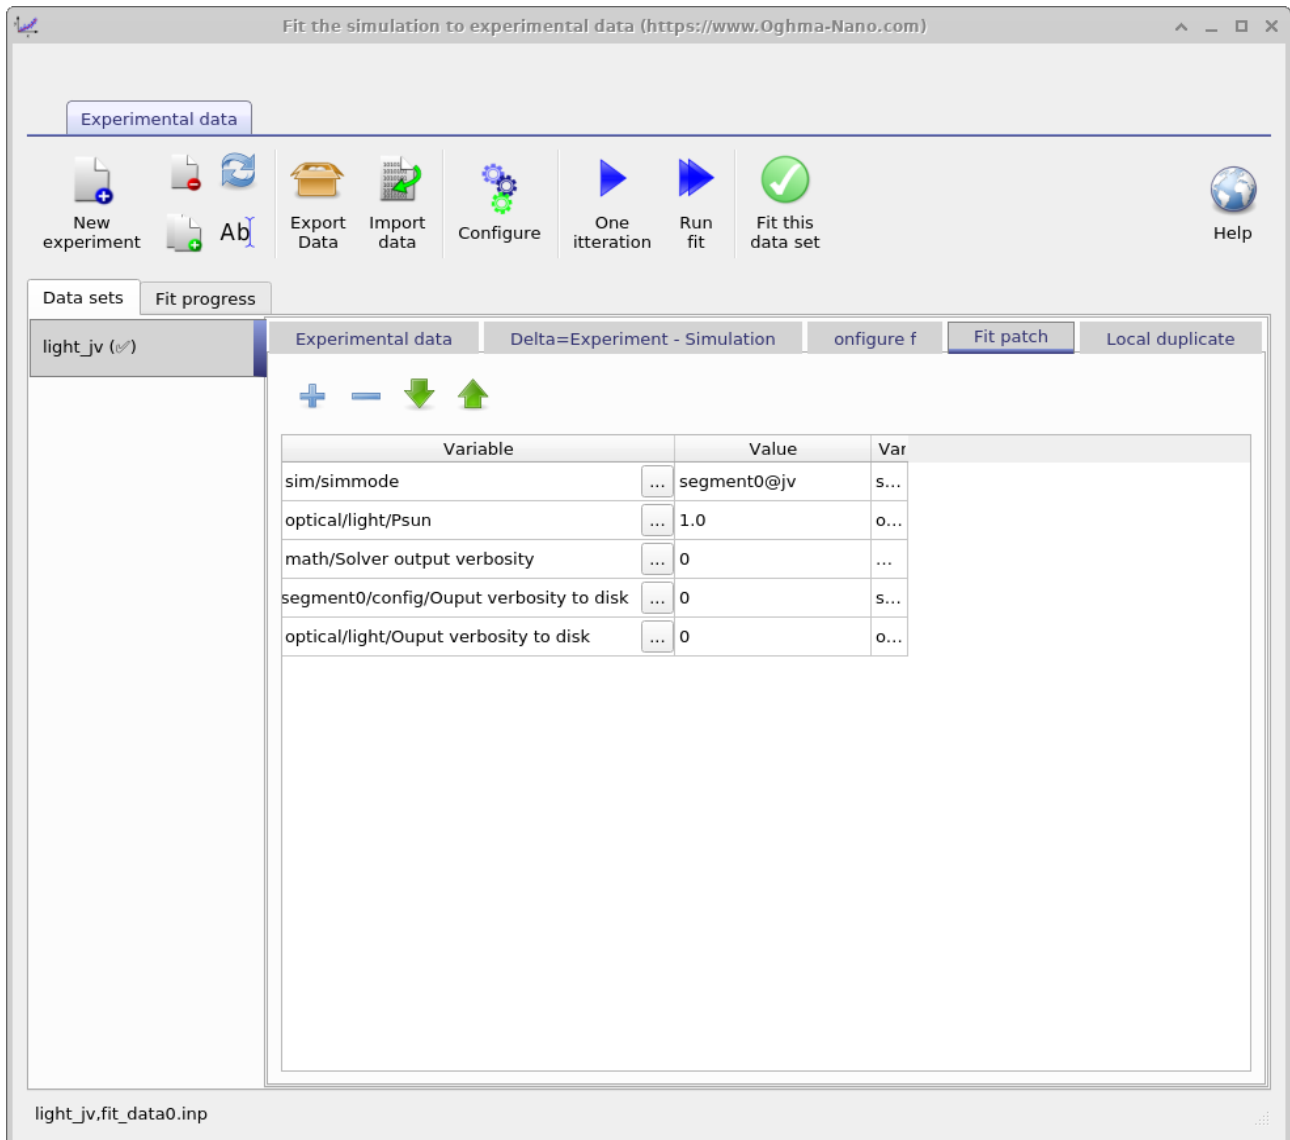 Fit the simulation to experimental data (https://www.Oghma-Nano.com)
Experimental data
New experiment
Ab
Export Data
Import data
Configure
One itteration
Run fit
Fit this data set
Help
Data sets
Fit progress
light_jv (✅)
Experimental data
Delta=Experiment - Simulation
onfigure f
Fit patch
Local duplicate
Variable Value Var
sim/simmode ... segment0@jv s...
optical/light/Psun ... 1.0 o...
math/Solver output verbosity ... 0 ...
segment0/config/Ouput verbosity to disk ... 0 s...
optical/light/Ouput verbosity to disk ... 0 o...
light_jv,fit_data0.inp